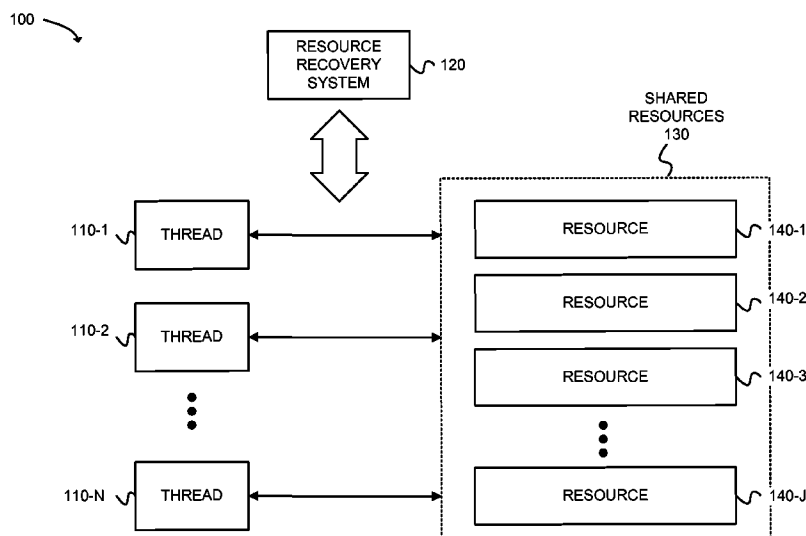 100
RESOURCE
RECOVERY
SYSTEM
120
SHARED
RESOURCES
130
110-1
THREAD
RESOURCE
140-1
110-2
THREAD
RESOURCE
140-2
RESOURCE
140-3
110-N
THREAD
RESOURCE
140-J